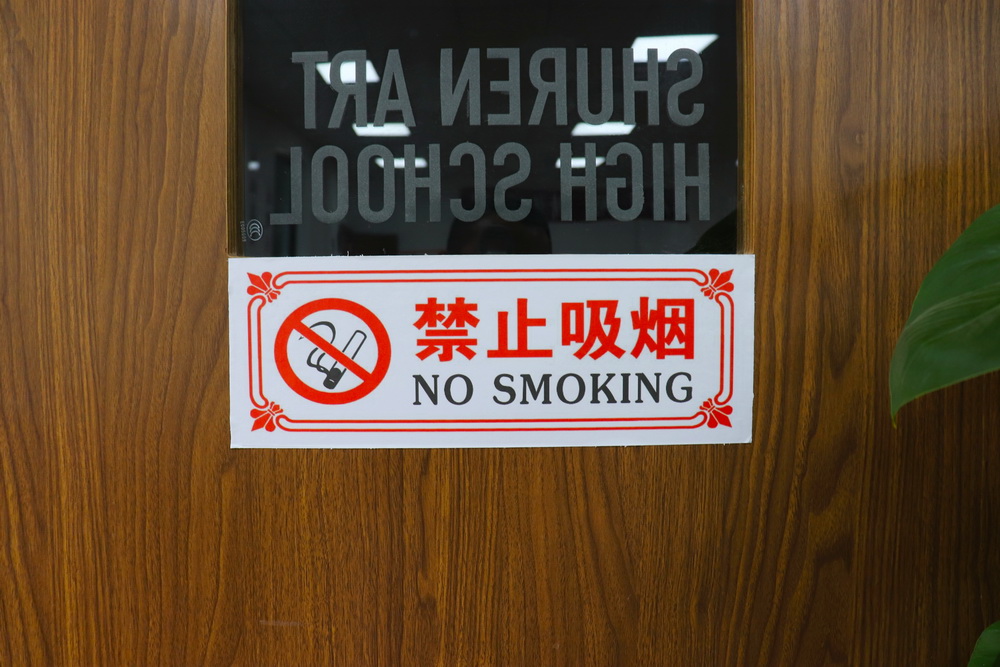 SHUREN ART
HIGH SCHOOL
禁止吸烟
NO SMOKING